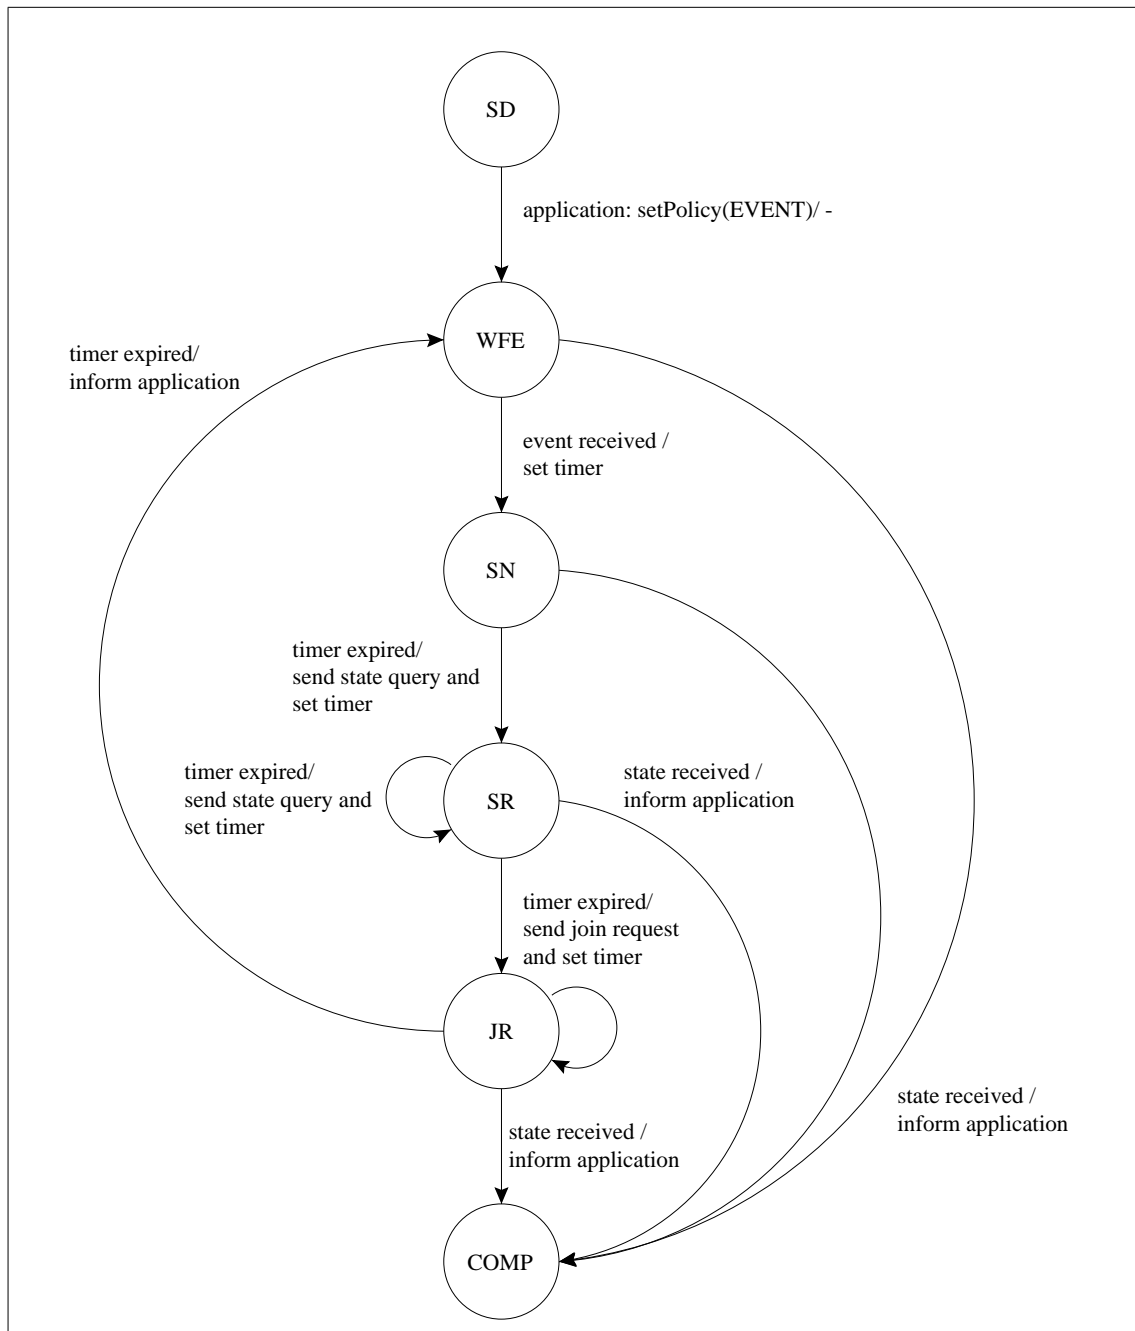 SD
application: setPolicy(EVENT)/ -
WFE
timer expired/
inform application
event received /
set timer
SN
timer expired/
send state query and
set timer
timer expired/
send state query and
set timer
SR
state received /
inform application
timer expired/
send join request
and set timer
JR
state received /
inform application
state received /
inform application
COMP